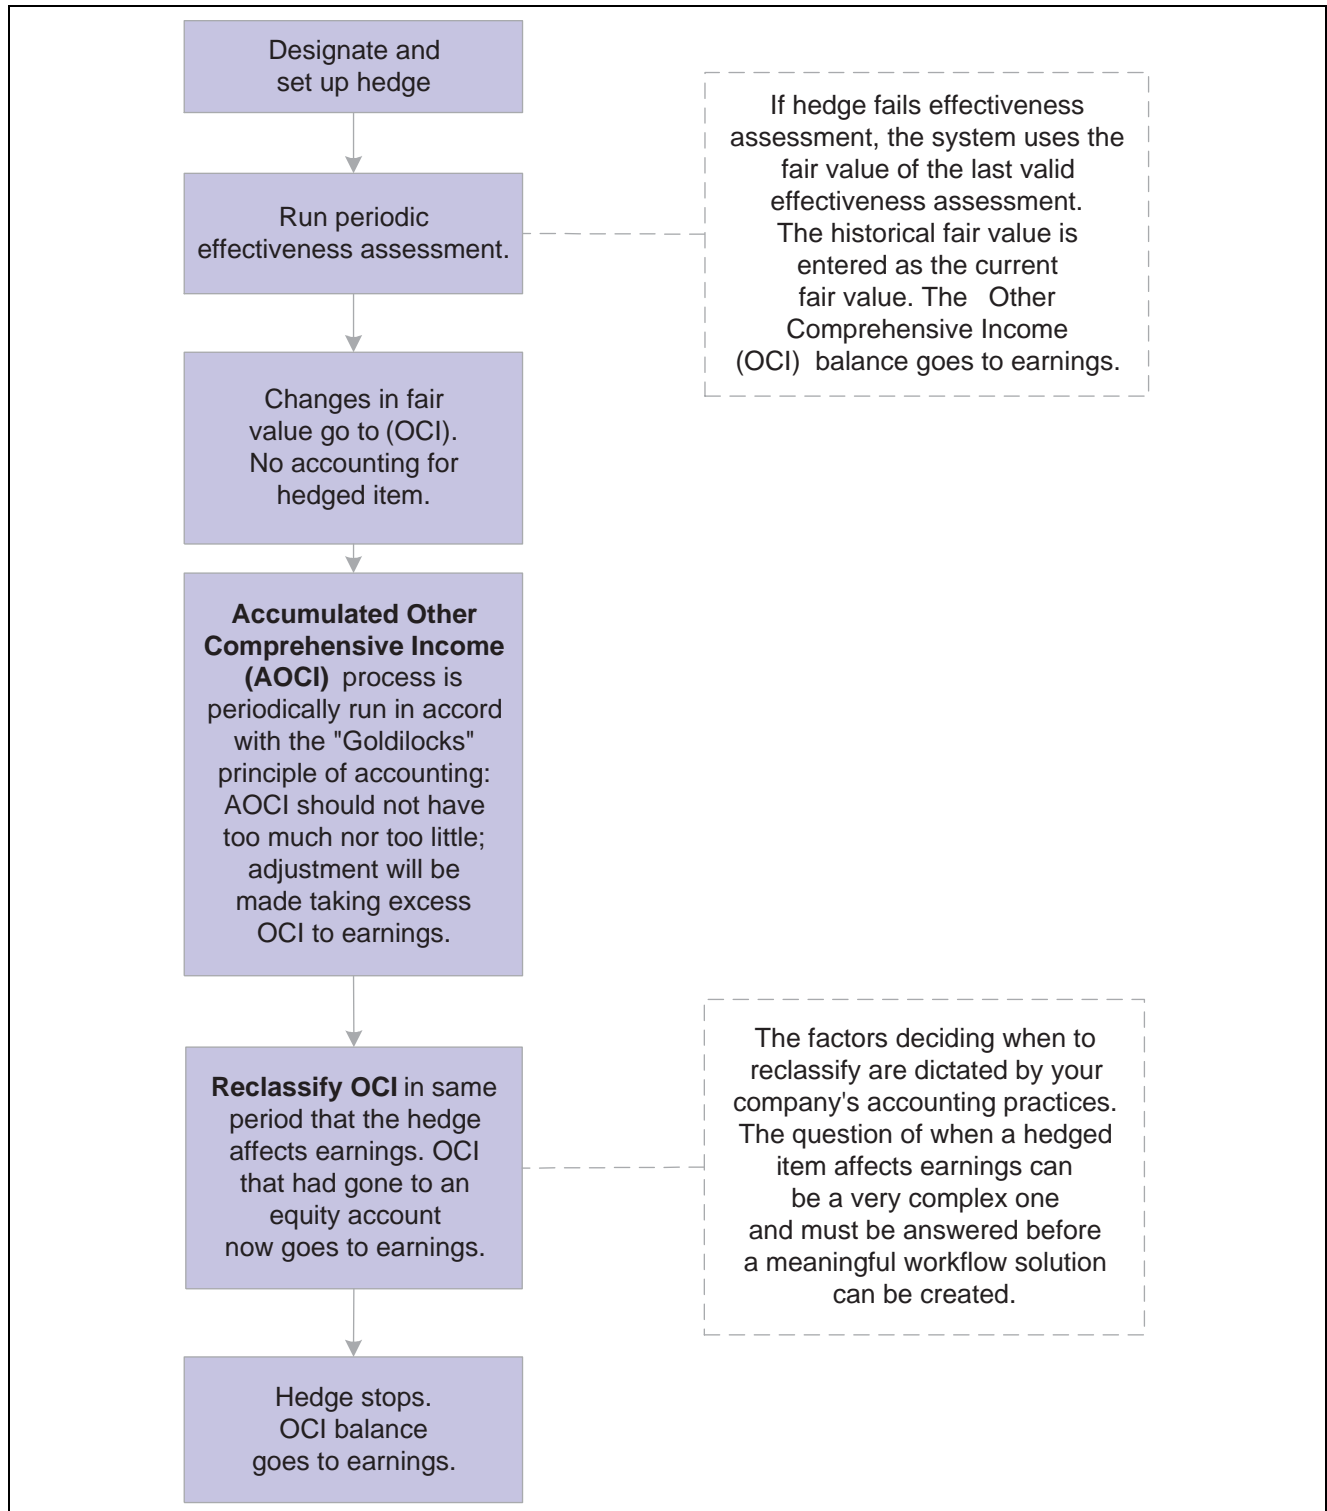 Designate and
set up hedge
If hedge fails effectiveness
assessment, the system uses the
fair value of the last valid
effectiveness assessment.
The historical fair value is
entered as the current
fair value. The Other
Comprehensive Income
(OCI) balance goes to earnings.
Run periodic
effectiveness assessment.
Changes in fair
value go to (OCI).
No accounting for
hedged item.
Accumulated Other
Comprehensive Income
(AOCI) process is
periodically run in accord
with the "Goldilocks"
principle of accounting:
AOCI should not have
too much nor too little;
adjustment will be
made taking excess
OCI to earnings.
Reclassify OCI in same
period that the hedge
affects earnings. OCI
that had gone to an
equity account
now goes to earnings.
The factors deciding when to
reclassify are dictated by your
company's accounting practices.
The question of when a hedged
item affects earnings can
be a very complex one
and must be answered before
a meaningful workflow solution
can be created.
Hedge stops.
OCI balance
goes to earnings.